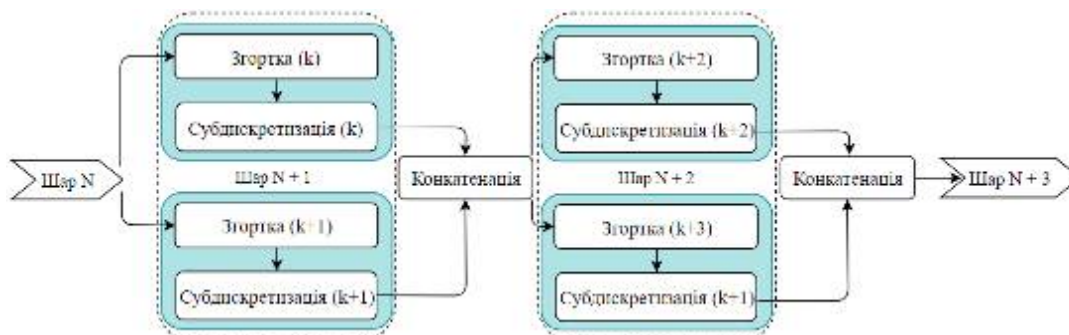 Згортка (k)
Субдискретизація (k)
Шар N
Шар N + 1
Згортка (k+1)
Субдискретизація (k+1)
Конкатенація
Згортка (k+2)
Субдискретизація (k+2)
Шар N + 2
Згортка (k+3)
Субдискретизація (k+1)
Конкатенація
Шар N + 3